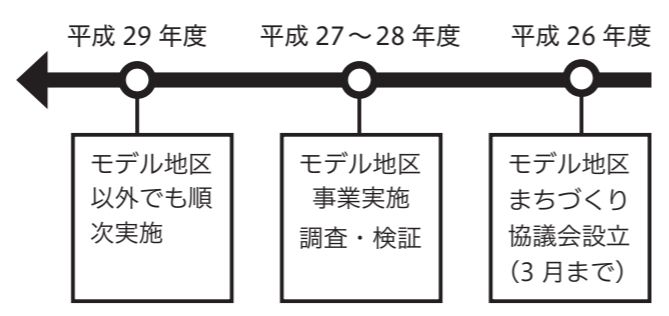 平成 26 年度
モデル地区
まちづくり
協議会設立
(3 月まで)
平成 27～28 年度
モデル地区
事業実施
調査・検証
平成 29 年度
モデル地区
以外でも順
次実施